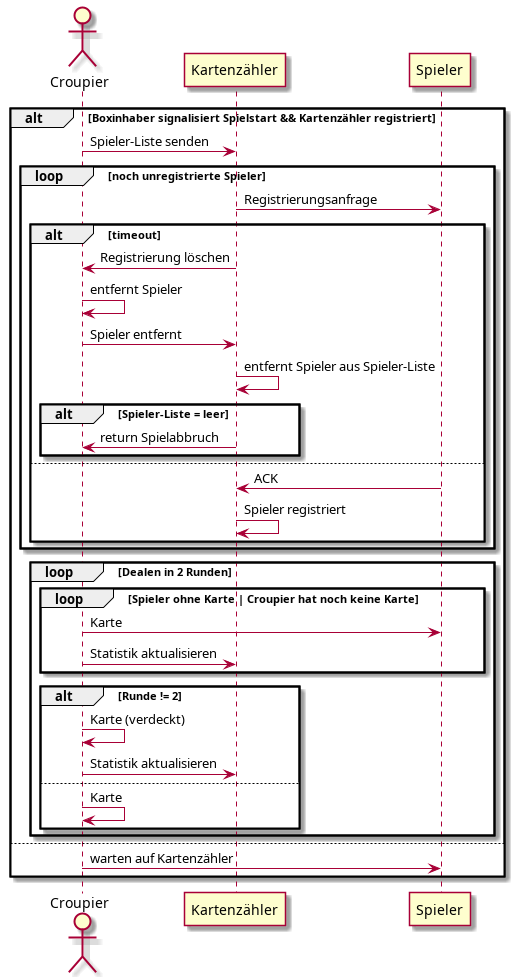 Croupier
Kartenzähler
Spieler
alt [Boxinhaber signalisiert Spielstart && Kartenzähler registriert]
Spieler-Liste senden
loop [noch unregistrierte Spieler]
Registrierungsanfrage
alt [timeout]
Registrierung löschen
entfernt Spieler
Spieler entfernt
entfernt Spieler aus Spieler-Liste
alt [Spieler-Liste = leer]
return Spielabbruch
ACK
Spieler registriert
loop [Dealen in 2 Runden]
loop [Spieler ohne Karte | Croupier hat noch keine Karte]
Karte
Statistik aktualisieren
alt [Runde != 2]
Karte (verdeckt)
Statistik aktualisieren
Karte
warten auf Kartenzähler
Croupier
Kartenzähler
Spieler